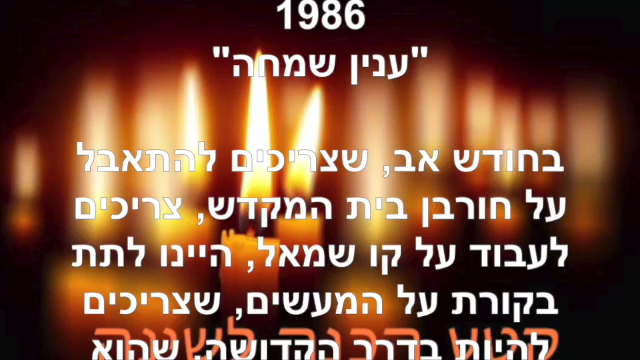 1986
"ענין שמחה"
בחודש אב, שצריכים להתאבל
על חורבן בית המקדש, צריכים
לעבוד על קו שמאל, היינו לתת
בקורת על המעשים, שצריכים
להיות בדרך הקדושה, שהוא